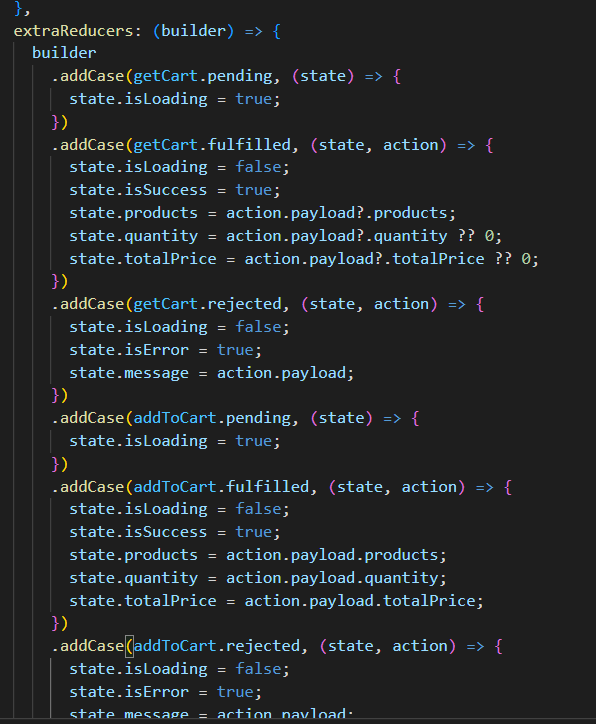 },
extraReducers: (builder) => {
builder
.addCase(getCart.pending, (state) => {
state.isLoading = true;
})
.addCase(getCart.fulfilled, (state, action) => {
state.isLoading = false;
state.isSuccess = true;
state.products = action.payload?.products;
state.quantity = action.payload?.quantity ?? 0;
state.totalPrice = action.payload?.totalPrice ?? 0;
})
.addCase(getCart.rejected, (state, action) => {
state.isLoading = false;
state.isError = true;
state.message = action.payload;
})
.addCase(addToCart.pending, (state) => {
state.isLoading = true;
})
.addCase(addToCart.fulfilled, (state, action) => {
state.isLoading = false;
state.isSuccess = true;
state.products = action.payload.products;
state.quantity = action.payload.quantity;
state.totalPrice = action.payload.totalPrice;
})
.addCase(addToCart.rejected, (state, action) => {
state.isLoading = false;
state.isError = true;
state.message = action.payload;